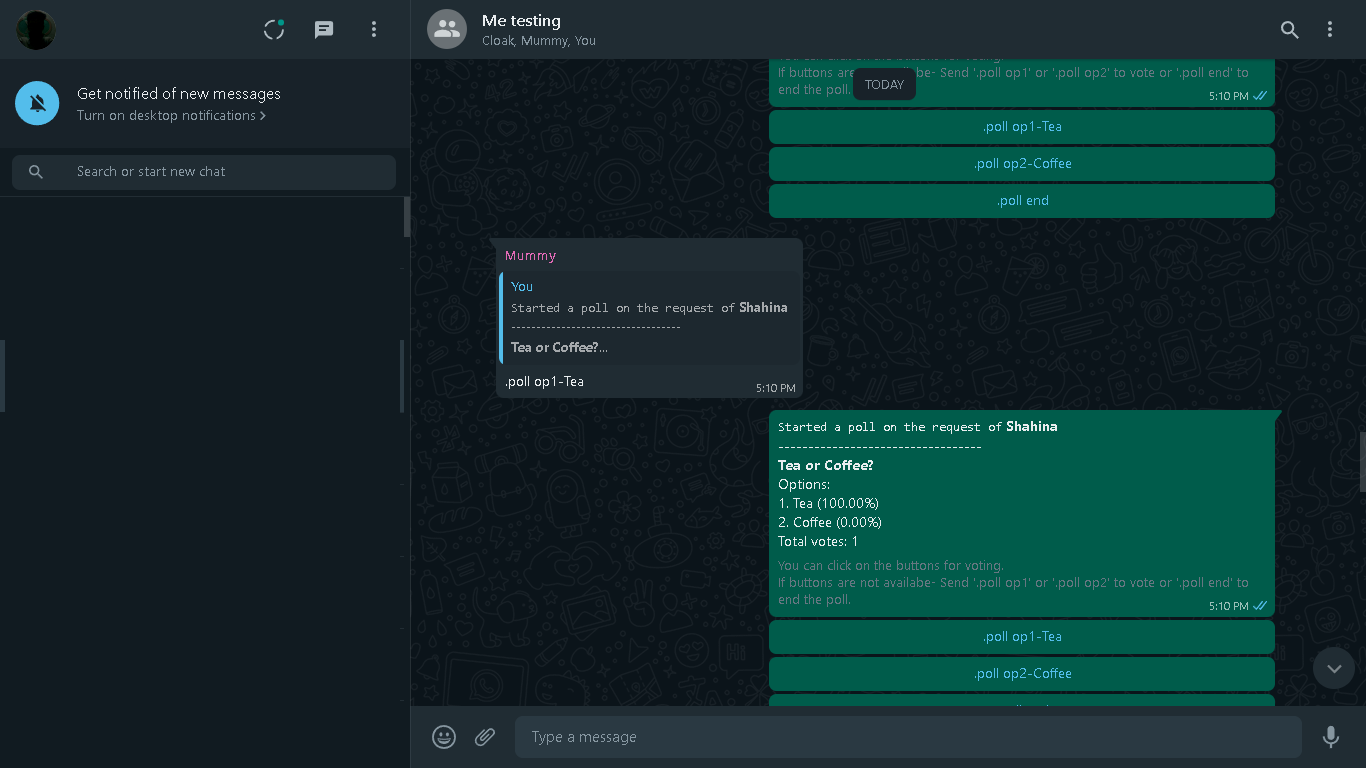 Me testing
Cloak, Mummy, You
Get notified of new messages
Turn on desktop notifications >
Search or start new chat
If buttons are not availabe- Send '.poll op1' or '.poll op2' to vote or '.poll end' to
end the poll.
TODAY
5:10 PM
.poll op1-Tea
.poll op2-Coffee
.poll end
Mummy
You
Started a poll on the request of Shahina
----------------------------------
Tea or Coffee?...
.poll op1-Tea
5:10 PM
Started a poll on the request of Shahina
----------------------------------
Tea or Coffee?
Options:
1. Tea (100.00%)
2. Coffee (0.00%)
Total votes: 1
You can click on the buttons for voting.
If buttons are not availabe- Send '.poll op1' or '.poll op2' to vote or '.poll end' to
end the poll.
5:10 PM
.poll op1-Tea
.poll op2-Coffee
Type a message